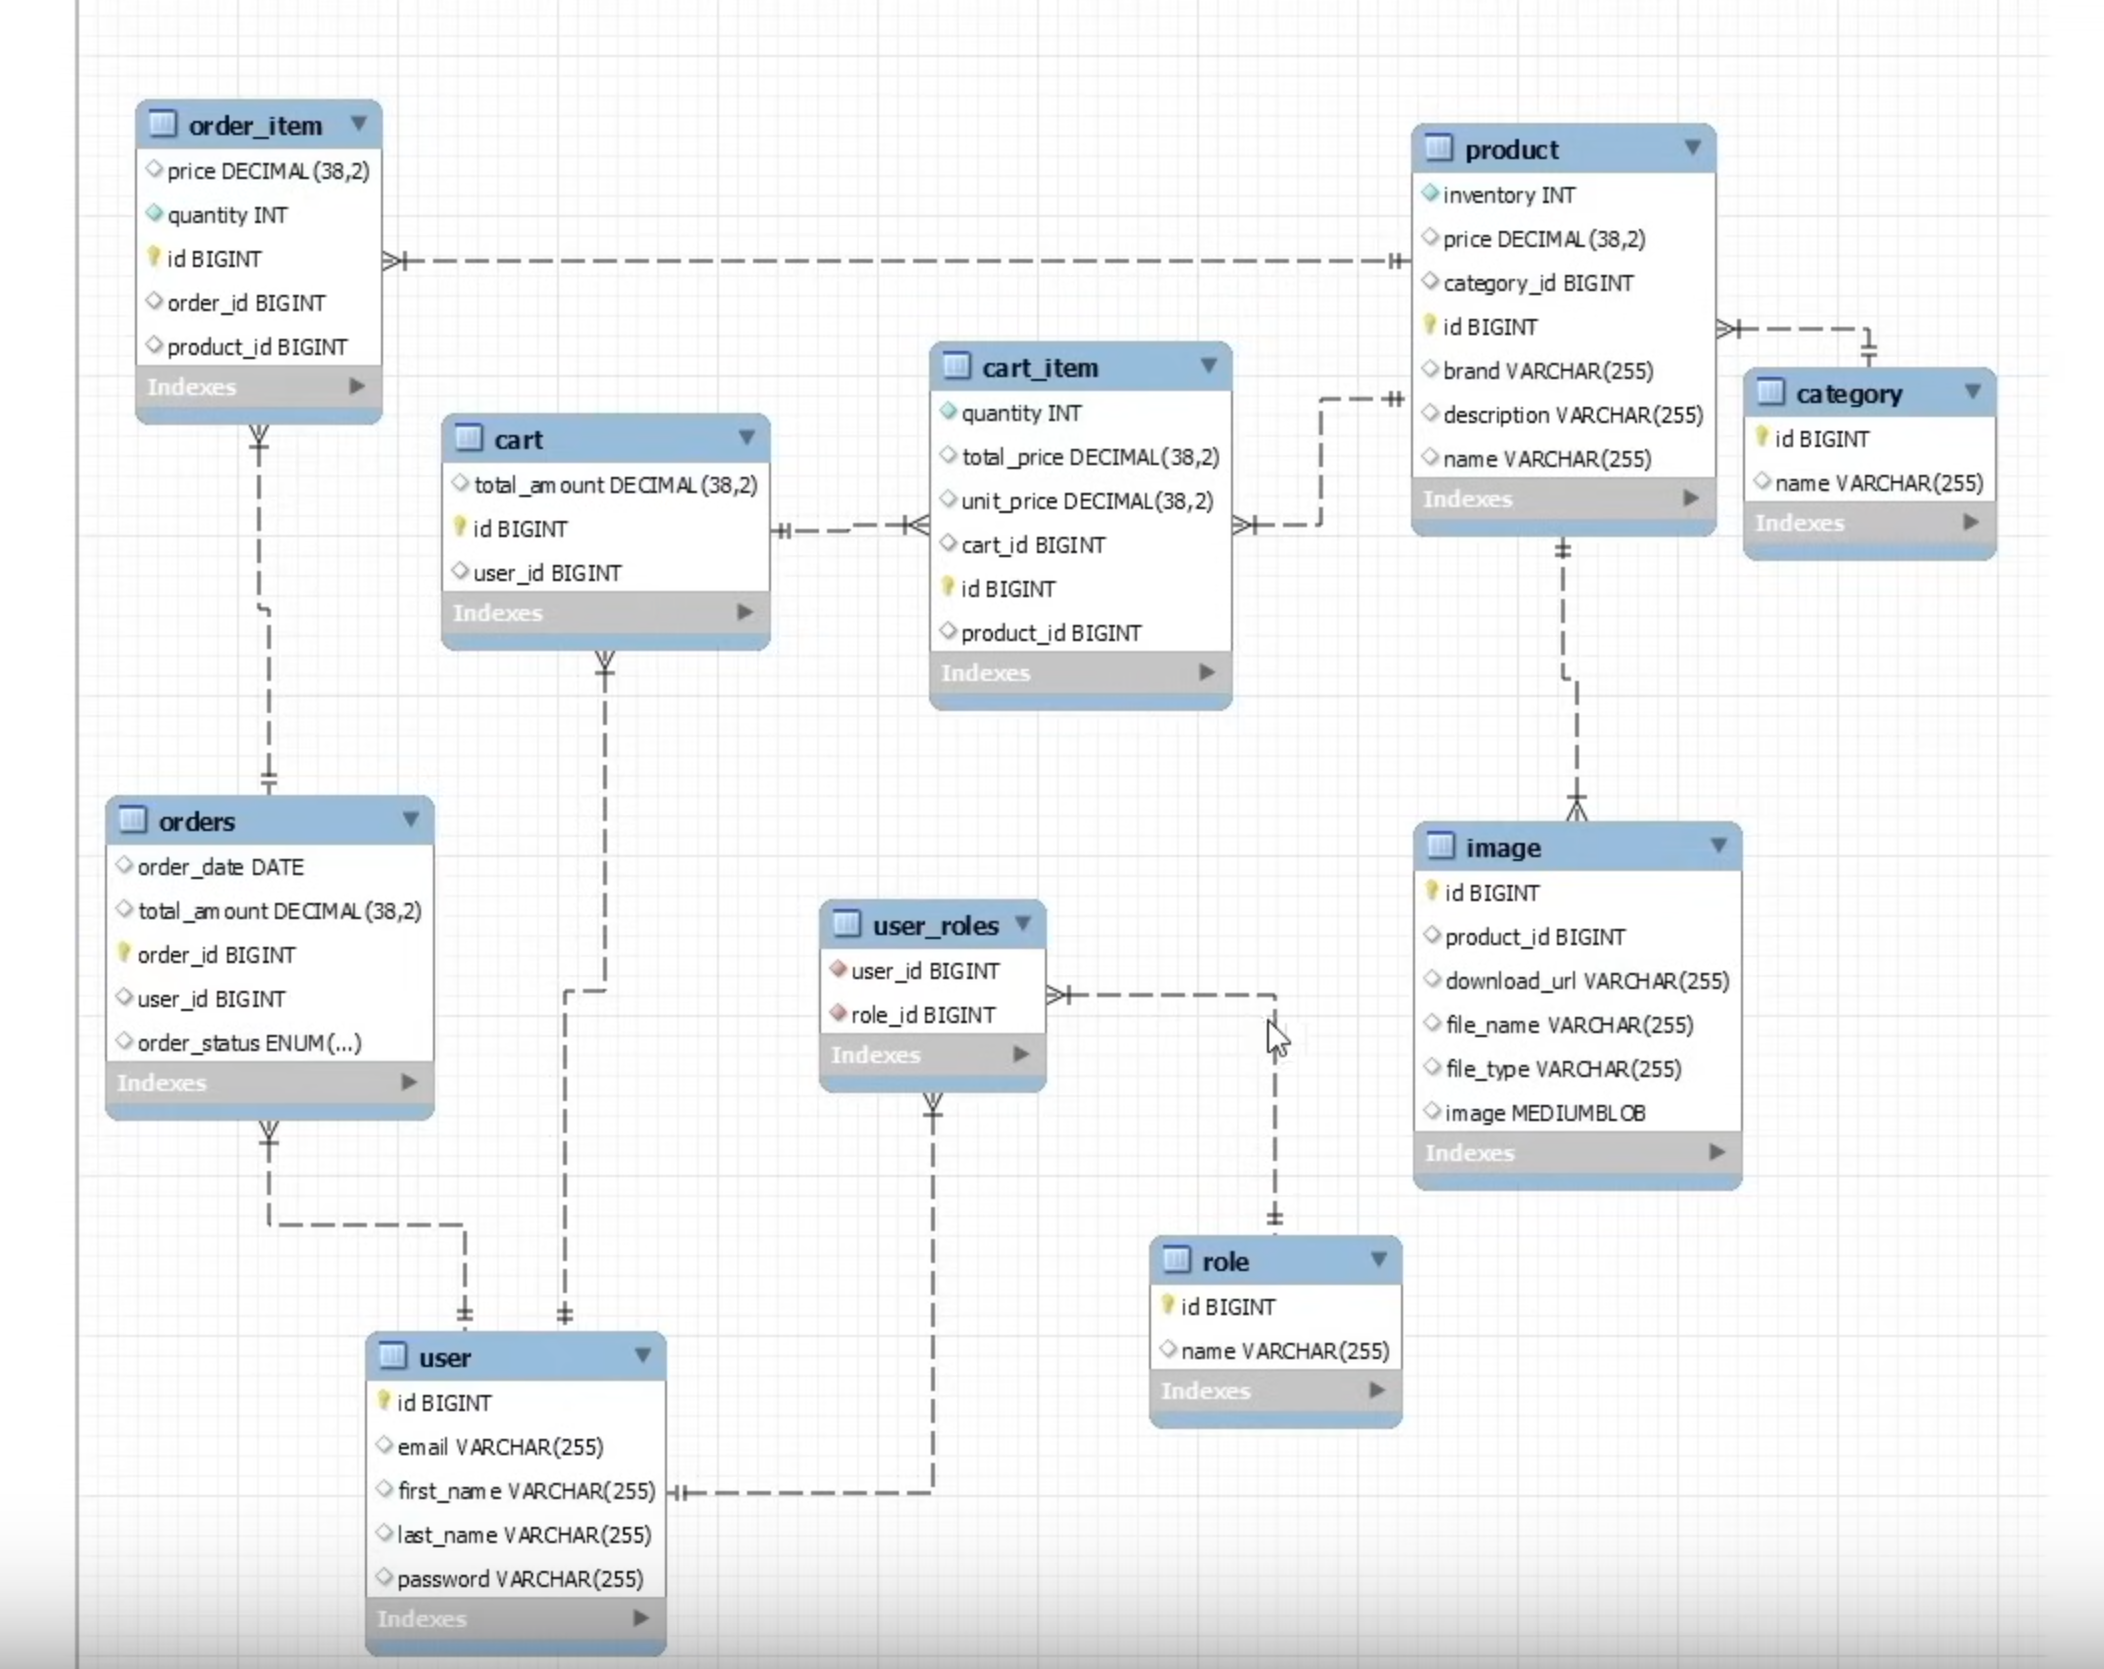 order_item
price DECIMAL(38,2)
quantity INT
id BIGINT
order_id BIGINT
product_id BIGINT
Indexes
product
inventory INT
price DECIMAL(38,2)
category_id BIGINT
id BIGINT
brand VARCHAR(255)
description VARCHAR(255)
name VARCHAR(255)
Indexes
cart_item
quantity INT
total_price DECIMAL(38,2)
unit_price DECIMAL(38,2)
cart_id BIGINT
id BIGINT
product_id BIGINT
Indexes
category
id BIGINT
name VARCHAR(255)
Indexes
cart
total_amount DECIMAL(38,2)
id BIGINT
user_id BIGINT
Indexes
orders
order_date DATE
total_amount DECIMAL(38,2)
order_id BIGINT
user_id BIGINT
order_status ENUM(...)
Indexes
user_roles
user_id BIGINT
role_id BIGINT
Indexes
image
id BIGINT
product_id BIGINT
download_url VARCHAR(255)
file_name VARCHAR(255)
file_type VARCHAR(255)
image MEDIUMBLOB
Indexes
role
id BIGINT
name VARCHAR(255)
Indexes
user
id BIGINT
email VARCHAR(255)
first_name VARCHAR(255)
last_name VARCHAR(255)
password VARCHAR(255)
Indexes